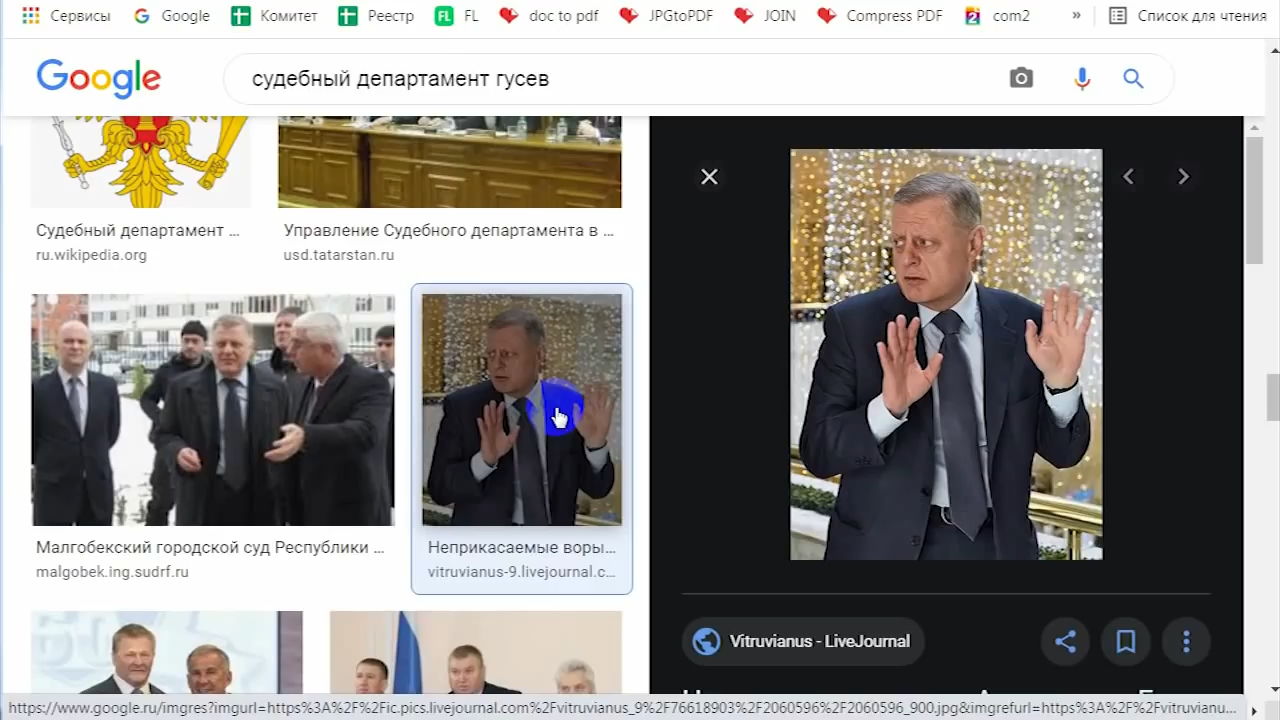 Сервисы Google Комитет Реестр FL doc to pdf JPGtoPDF JOIN Compress PDF com2 » Список для чтения
Google судебный департамент гусев
Судебный департамент ...
ru.wikipedia.org
Управление Судебного департамента в ...
usd.tatarstan.ru
Малгобекский городской суд Республики ...
malgobek.ing.sudrf.ru
Неприкасаемые воры...
vitruvianus-9.livejournal.c...
Vitruvianus - LiveJournal
https://www.google.ru/imgres?imgurl=https%3A%2F%2Fic.pics.livejournal.com%2Fvitruvianus_9%2F76618903%2F2060596%2F2060596_900.jpg&imgrefurl=https%3A%2F%2Fvitruvianu...